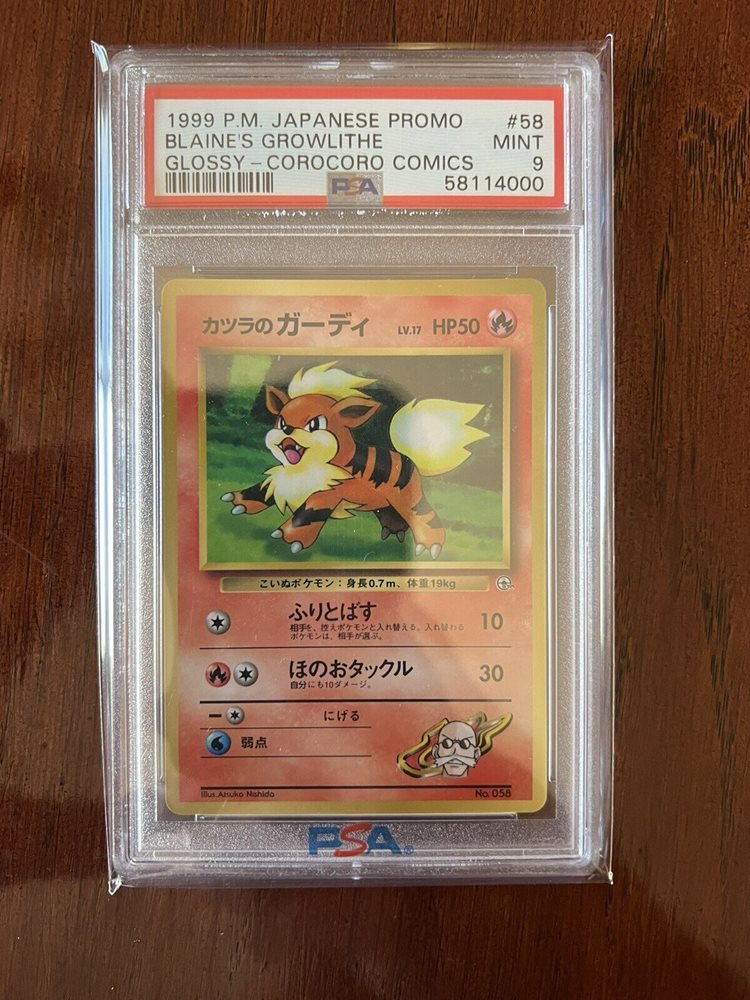 1999 P.M. JAPANESE PROMO #58
BLAINE'S GROWLITHE MINT
GLOSSY-COROCORO COMICS 9
PSA 58114000
カツラのガーディ LV.17 HP50
こいぬポケモン:身長0.7m、体重19kg
ふりとばす 10
相手を、控えポケモンと入れ替える。入れ替わる
ポケモンは、相手が選ぶ。
ほのおタックル 30
自分にも10ダメージ。
にげる
弱点
Illus. Atsuko Nishida No. 058
PSA®